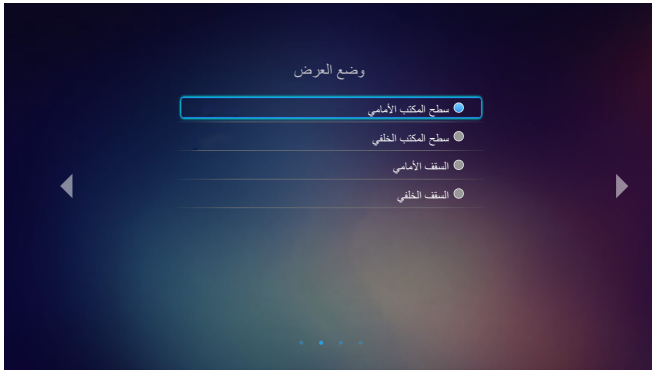 وضع العرض
سطح المكتب الأمامي
سطح المكتب الخلفي
السقف الأمامي
السقف الخلفي